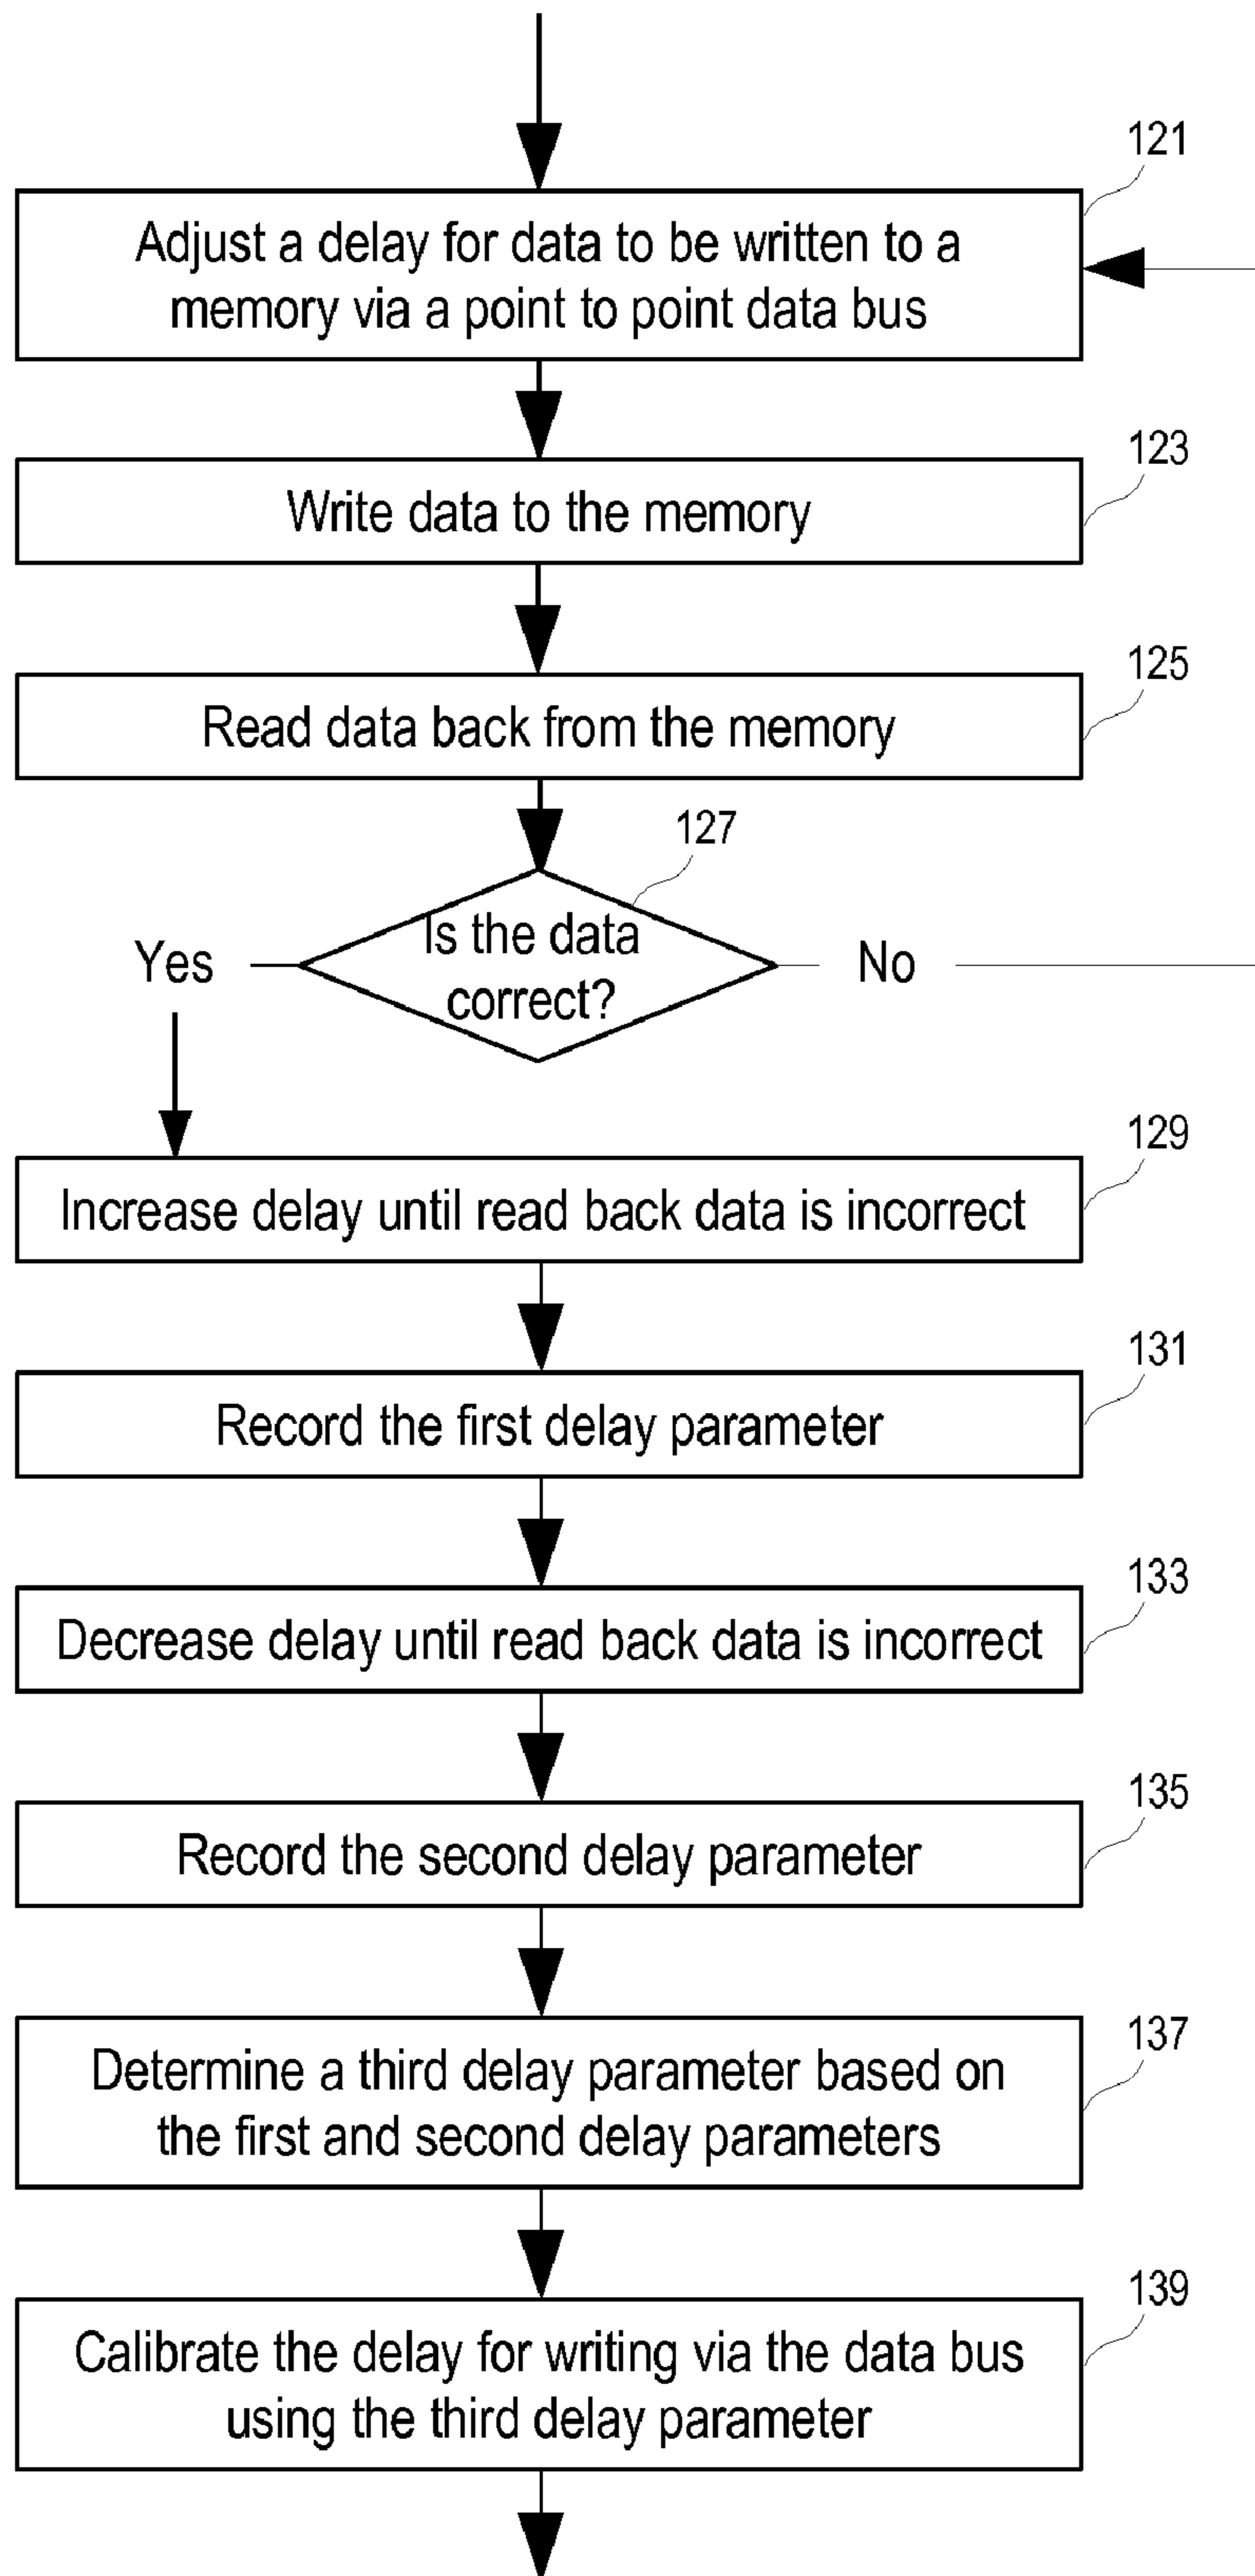 121
Adjust a delay for data to be written to a
memory via a point to point data bus
123
Write data to the memory
125
Read data back from the memory
127
Is the data
correct?
Yes
No
129
Increase delay until read back data is incorrect
131
Record the first delay parameter
133
Decrease delay until read back data is incorrect
135
Record the second delay parameter
137
Determine a third delay parameter based on
the first and second delay parameters
139
Calibrate the delay for writing via the data bus
using the third delay parameter